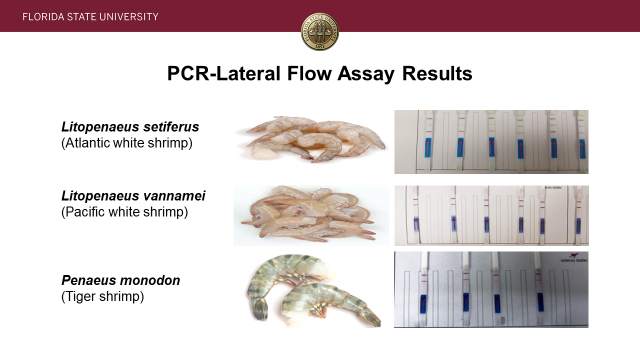 FLORIDA STATE UNIVERSITY
PCR-Lateral Flow Assay Results
Litopenaeus setiferus
(Atlantic white shrimp)
Litopenaeus vannamei
(Pacific white shrimp)
Penaeus monodon
(Tiger shrimp)